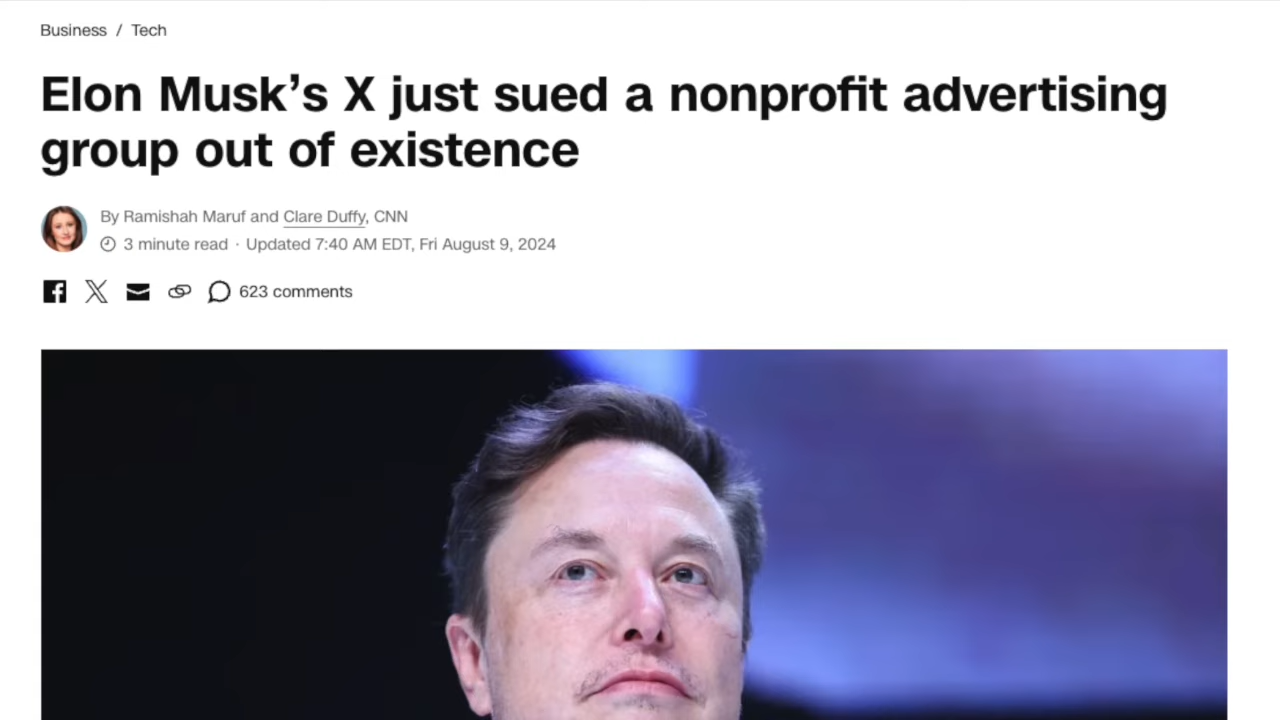 Business / Tech
Elon Musk’s X just sued a nonprofit advertising
group out of existence
By Ramishah Maruf and Clare Duffy, CNN
3 minute read · Updated 7:40 AM EDT, Fri August 9, 2024
623 comments